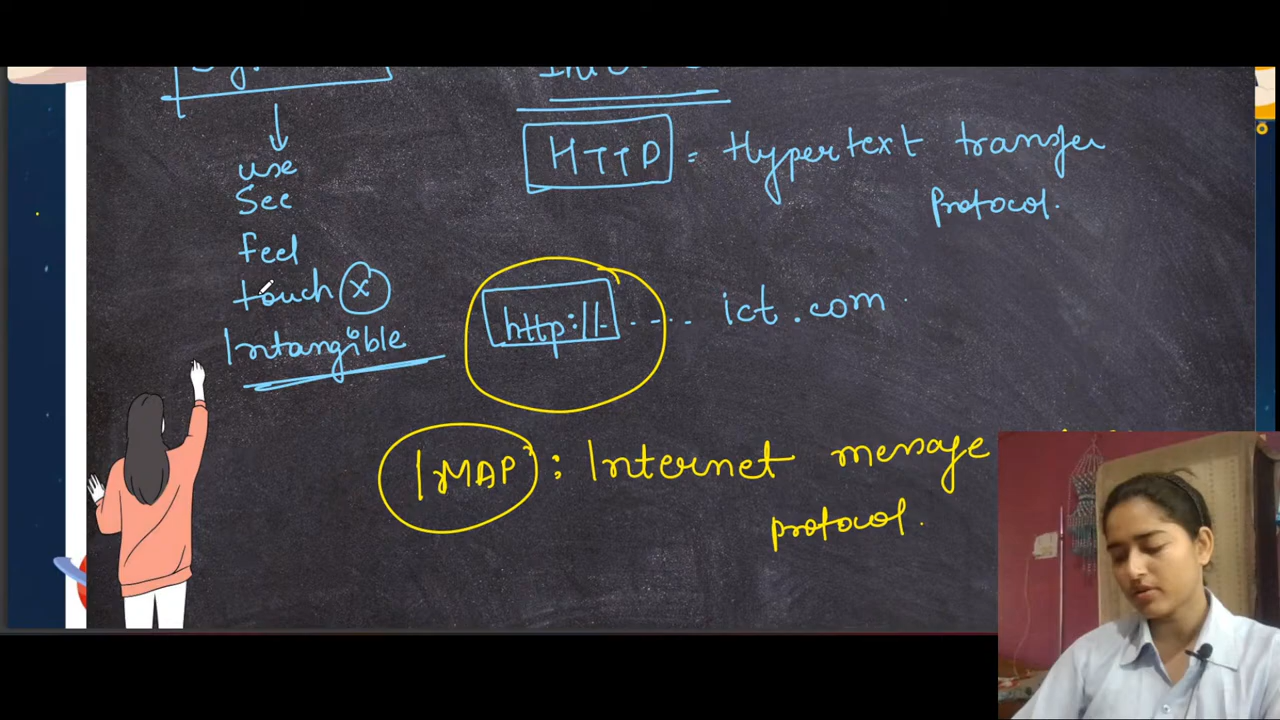 HTTP = Hypertext transfer
protocol.
use
See
feel
touch x
Intangible
http://- .... ict.com
IMAP : Internet message
protocol.